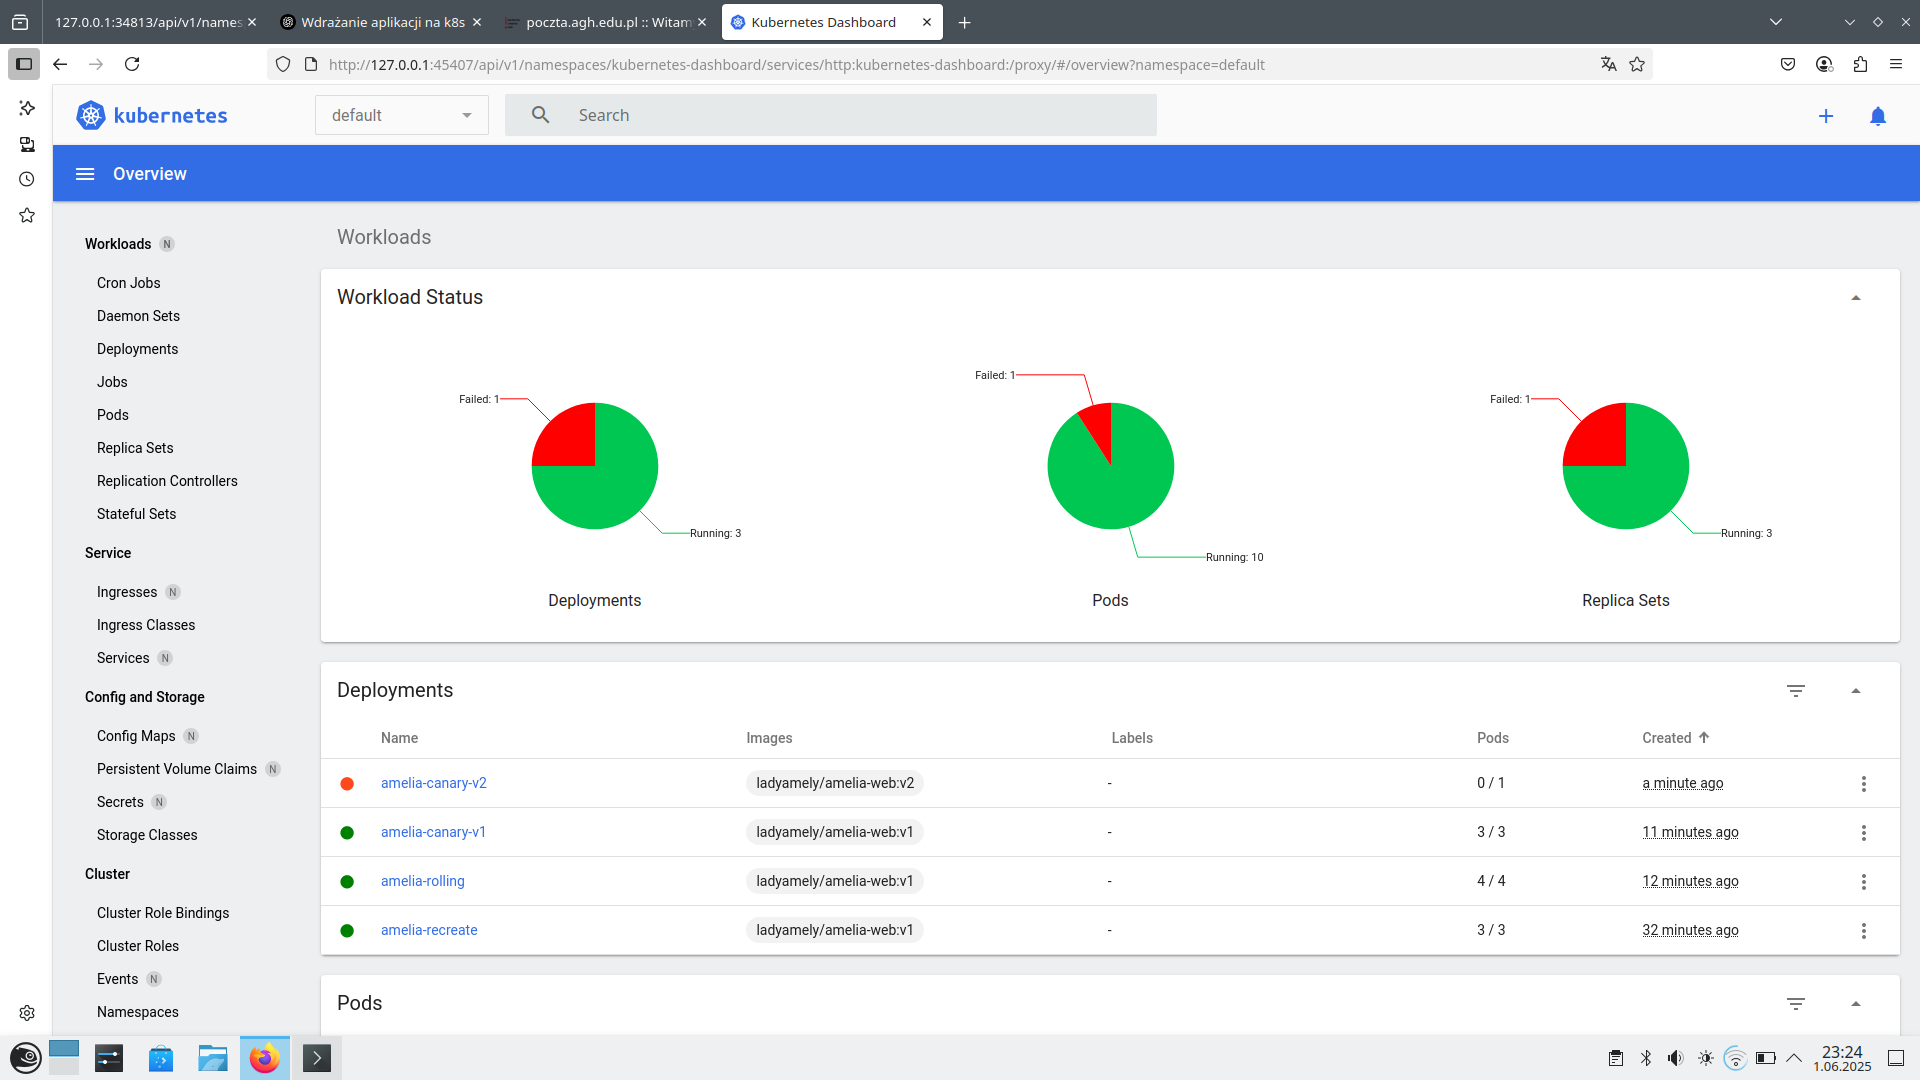 127.0.0.1:34813/api/v1/names
Wdrażanie aplikacji na k8s
poczta.agh.edu.pl :: Witam
Kubernetes Dashboard
http://127.0.0.1:45407/api/v1/namespaces/kubernetes-dashboard/services/http:kubernetes-dashboard:/proxy/#/overview?namespace=default
kubernetes
default
Search
Overview
Workloads N
Cron Jobs
Daemon Sets
Deployments
Jobs
Pods
Replica Sets
Replication Controllers
Stateful Sets
Service
Ingresses N
Ingress Classes
Services N
Config and Storage
Config Maps N
Persistent Volume Claims N
Secrets N
Storage Classes
Cluster
Cluster Role Bindings
Cluster Roles
Events N
Namespaces
Workloads
Workload Status
Failed: 1
Running: 3
Deployments
Failed: 1
Running: 10
Pods
Failed: 1
Running: 3
Replica Sets
Deployments
Name Images Labels Pods Created
amelia-canary-v2 ladyamely/amelia-web:v2 - 0 / 1 a minute ago
amelia-canary-v1 ladyamely/amelia-web:v1 - 3 / 3 11 minutes ago
amelia-rolling ladyamely/amelia-web:v1 - 4 / 4 12 minutes ago
amelia-recreate ladyamely/amelia-web:v1 - 3 / 3 32 minutes ago
Pods
23:24
1.06.2025